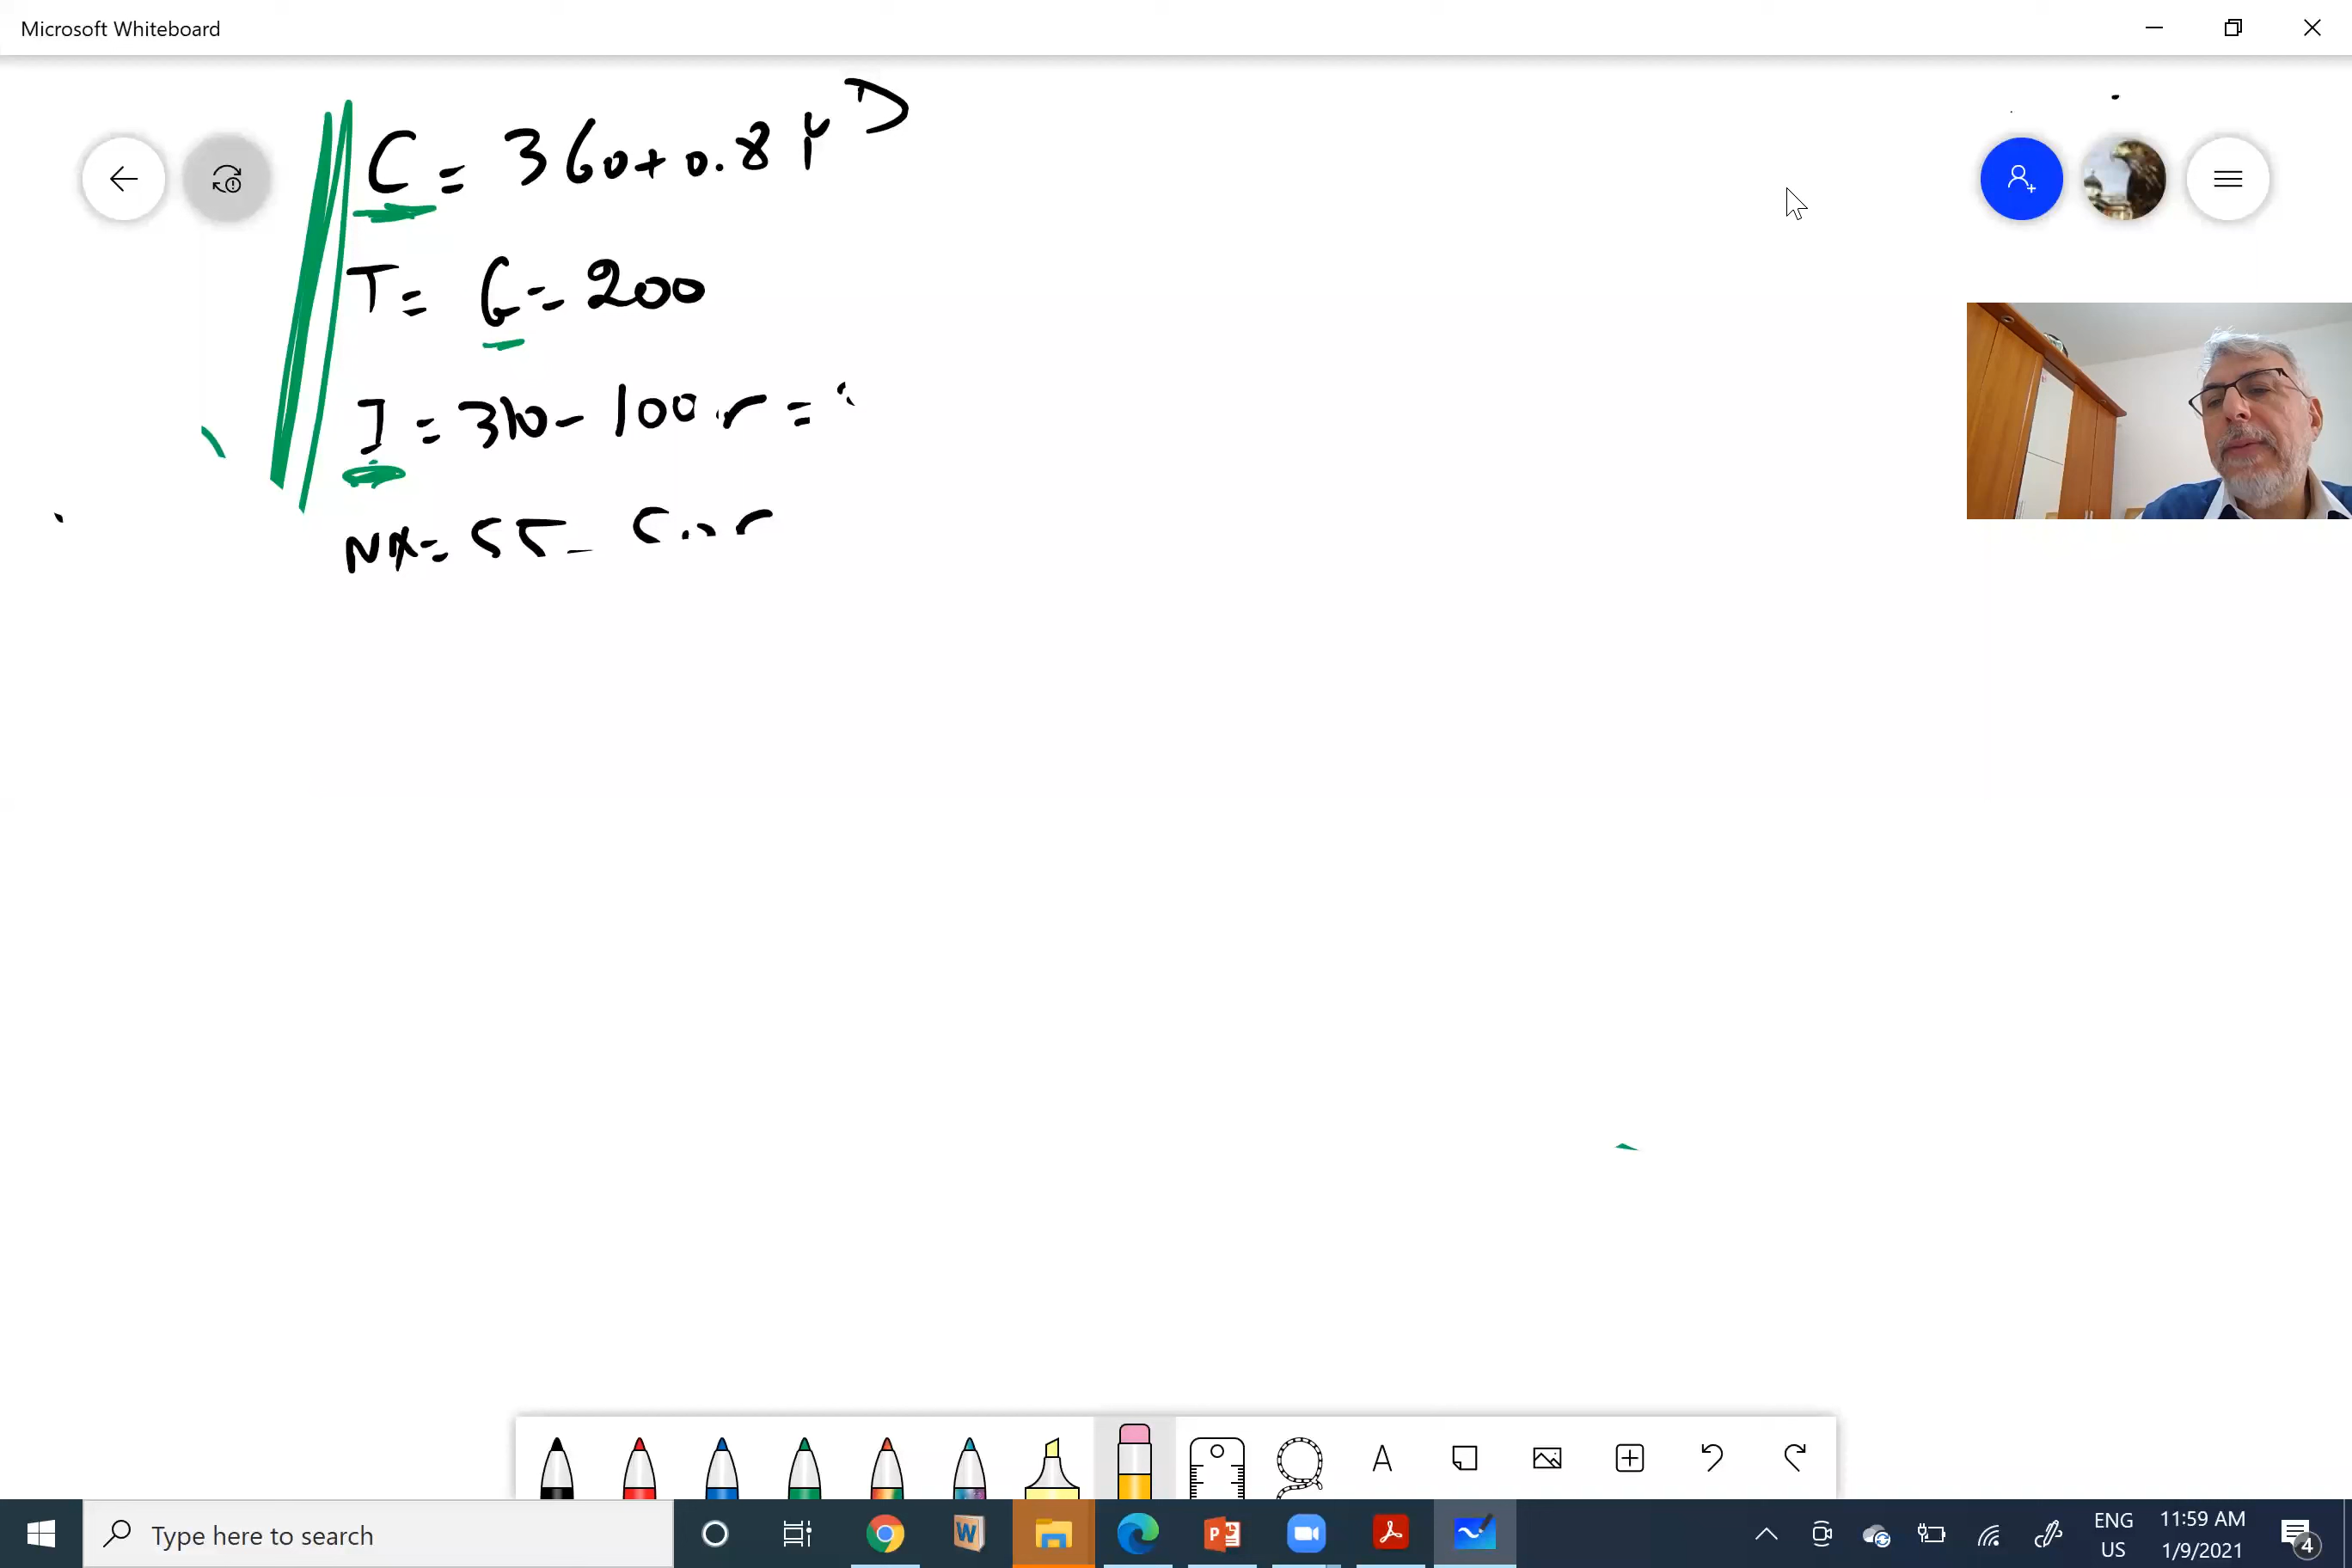 Microsoft Whiteboard
C = 360 + 0.8 Y D
T = G = 200
I = 310 - 100 r =
NX = 55 -
A
W
P
Type here to search
ENG
US
11:59 AM
1/9/2021
4